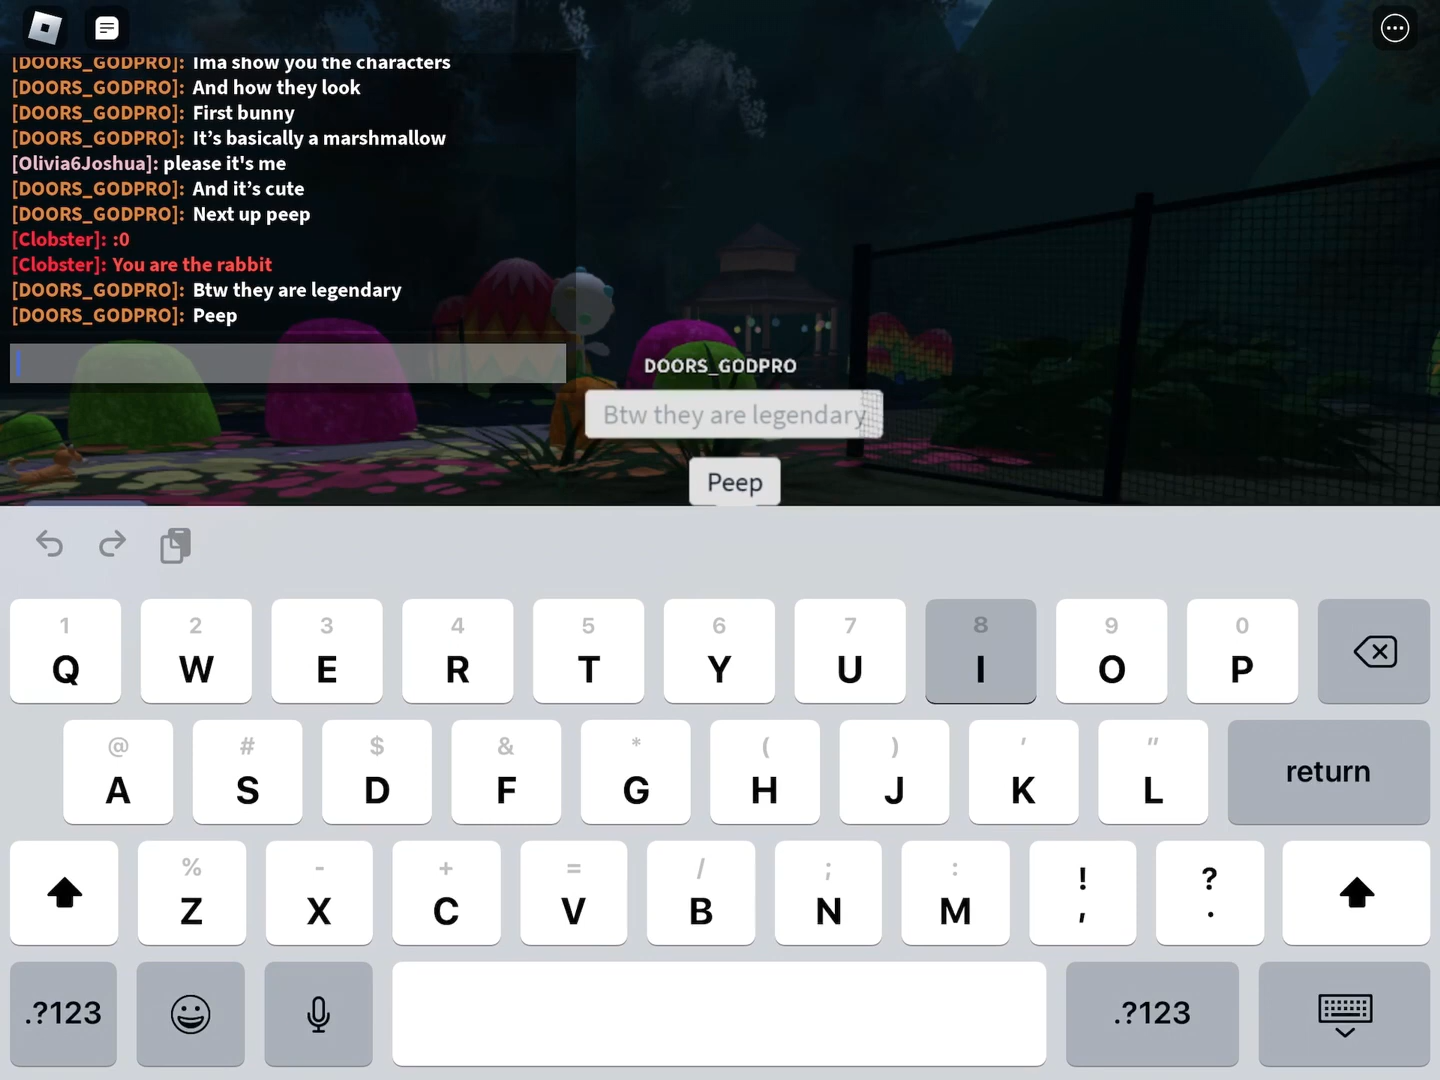 [DOORS_GODPRO]: Ima show you the characters
[DOORS_GODPRO]: And how they look
[DOORS_GODPRO]: First bunny
[DOORS_GODPRO]: It’s basically a marshmallow
[Olivia6Joshua]: please it's me
[DOORS_GODPRO]: And it’s cute
[DOORS_GODPRO]: Next up peep
[Clobster]: :0
[Clobster]: You are the rabbit
[DOORS_GODPRO]: Btw they are legendary
[DOORS_GODPRO]: Peep
DOORS_GODPRO
Btw they are legendary
Peep
1 2 3 4 5 6 7 8 9 0
Q W E R T Y U I O P
@ # $ & * ( ) ' "
A S D F G H J K L return
% - + = / ; : ! ?
Z X C V B N M , .
.?123 .?123